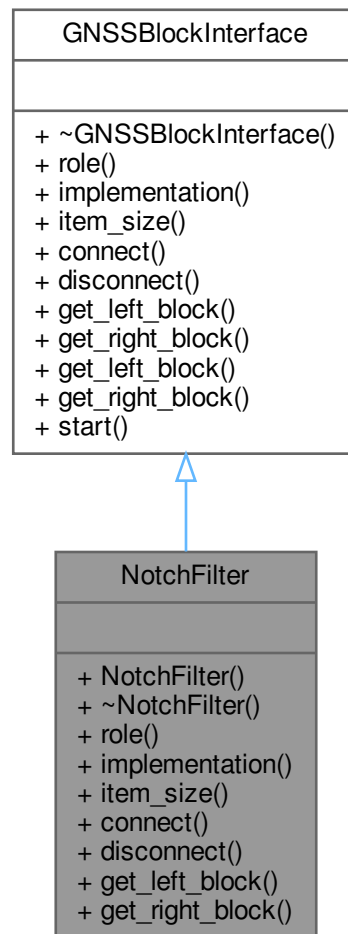 GNSSBlockInterface
+ ~GNSSBlockInterface()
+ role()
+ implementation()
+ item_size()
+ connect()
+ disconnect()
+ get_left_block()
+ get_right_block()
+ get_left_block()
+ get_right_block()
+ start()
NotchFilter
+ NotchFilter()
+ ~NotchFilter()
+ role()
+ implementation()
+ item_size()
+ connect()
+ disconnect()
+ get_left_block()
+ get_right_block()